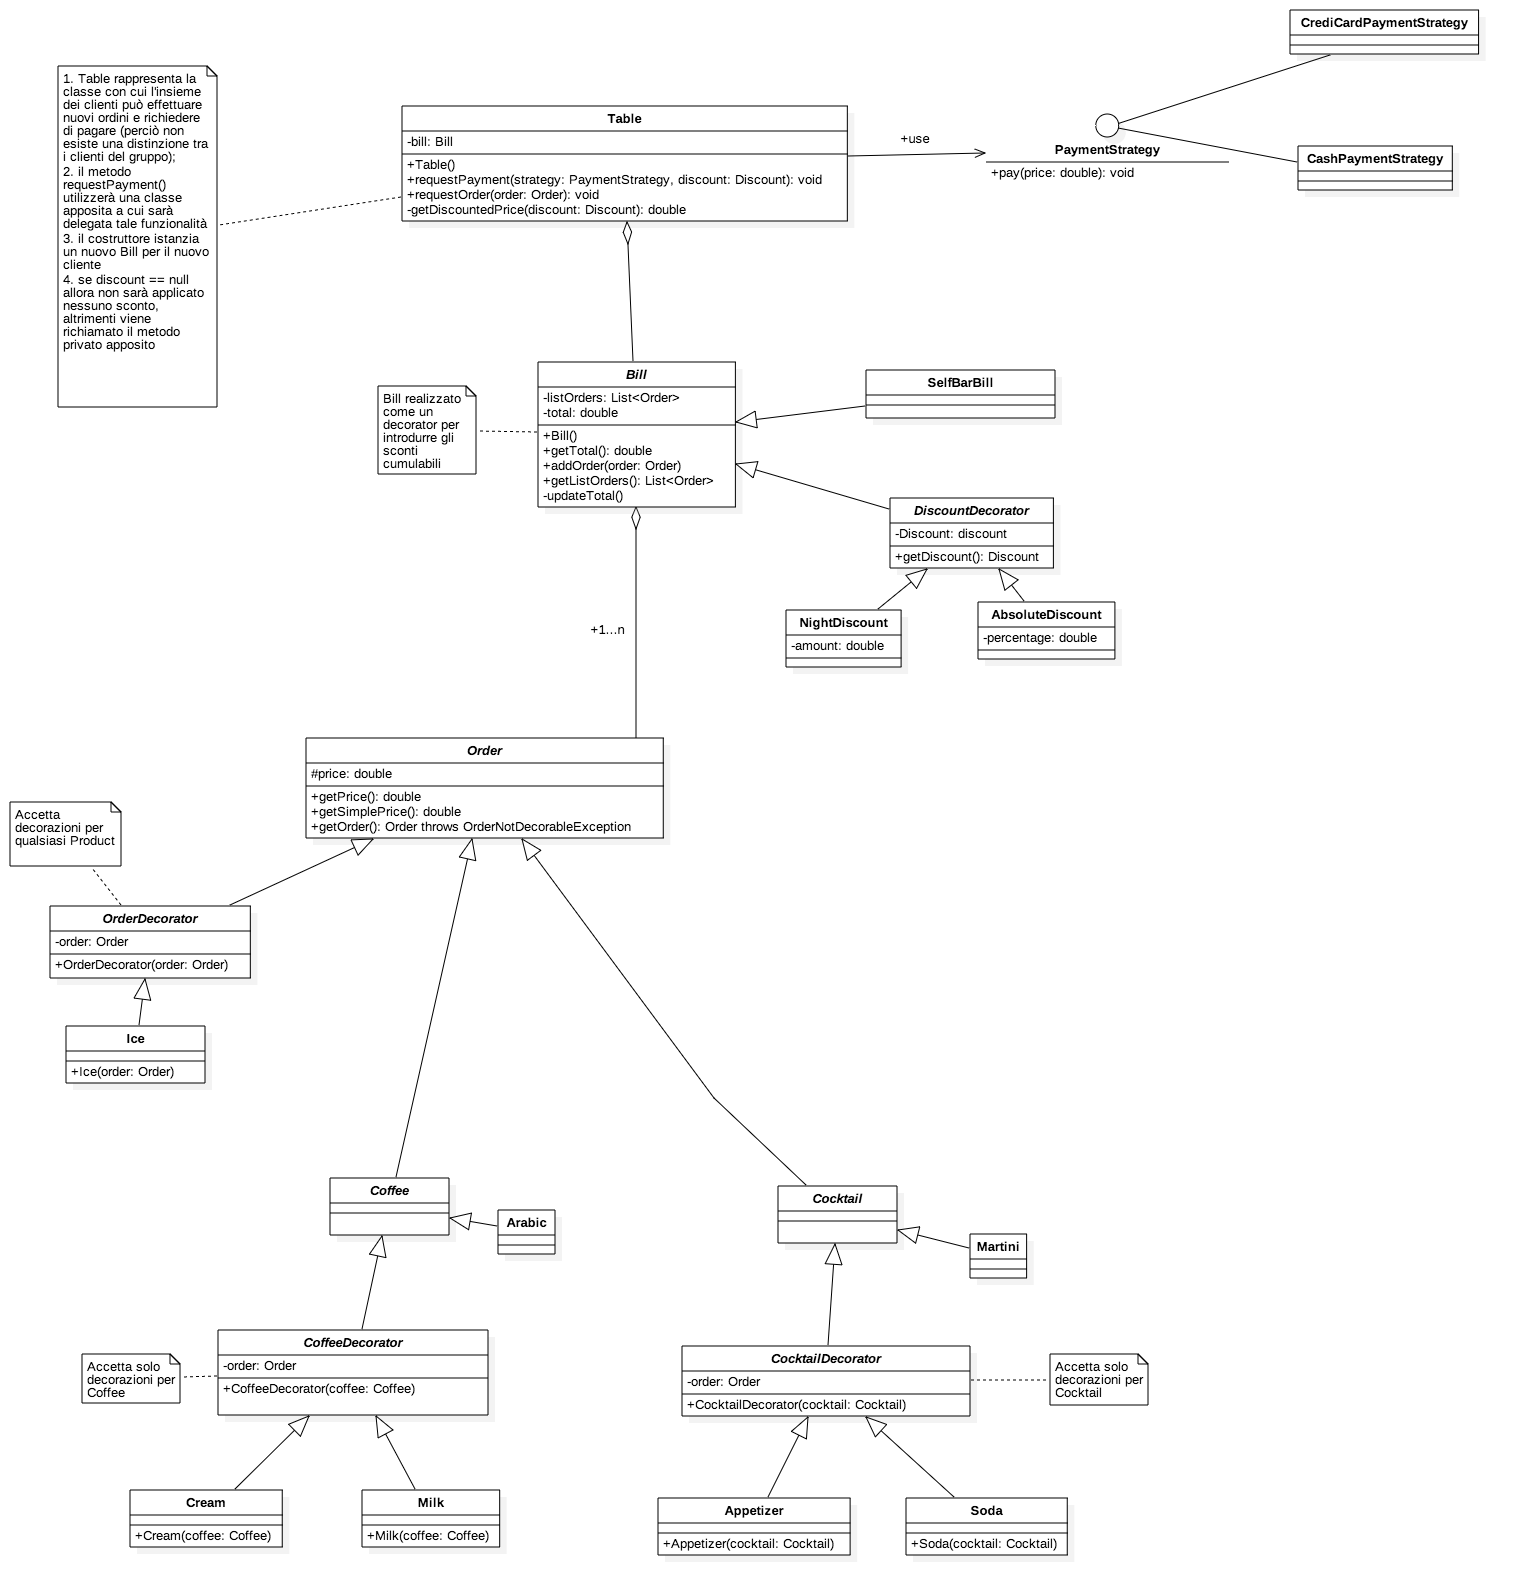 CrediCardPaymentStrategy
1. Table rappresenta la
classe con cui l'insieme
dei clienti può effettuare
nuovi ordini e richiedere
di pagare (perciò non
esiste una distinzione tra
i clienti del gruppo);
2. il metodo
requestPayment()
utilizzerà una classe
apposita a cui sarà
delegata tale funzionalità
3. il costruttore istanzia
un nuovo Bill per il nuovo
cliente
4. se discount == null
allora non sarà applicato
nessuno sconto,
altrimenti viene
richiamato il metodo
privato apposito
Table
-bill: Bill
+Table()
+requestPayment(strategy: PaymentStrategy, discount: Discount): void
+requestOrder(order: Order): void
-getDiscountedPrice(discount: Discount): double
+use
PaymentStrategy
+pay(price: double): void
CashPaymentStrategy
Bill realizzato
come un
decorator per
introdurre gli
sconti
cumulabili
Bill
-listOrders: List<Order>
-total: double
+Bill()
+getTotal(): double
+addOrder(order: Order)
+getListOrders(): List<Order>
-updateTotal()
SelfBarBill
DiscountDecorator
-Discount: discount
+getDiscount(): Discount
NightDiscount
-amount: double
AbsoluteDiscount
-percentage: double
+1...n
Order
#price: double
+getPrice(): double
+getSimplePrice(): double
+getOrder(): Order throws OrderNotDecorableException
Accetta
decorazioni per
qualsiasi Product
OrderDecorator
-order: Order
+OrderDecorator(order: Order)
Ice
+Ice(order: Order)
Coffee
Arabic
Cocktail
Martini
Accetta solo
decorazioni per
Coffee
CoffeeDecorator
-order: Order
+CoffeeDecorator(coffee: Coffee)
CocktailDecorator
-order: Order
+CocktailDecorator(cocktail: Cocktail)
Accetta solo
decorazioni per
Cocktail
Cream
+Cream(coffee: Coffee)
Milk
+Milk(coffee: Coffee)
Appetizer
+Appetizer(cocktail: Cocktail)
Soda
+Soda(cocktail: Cocktail)